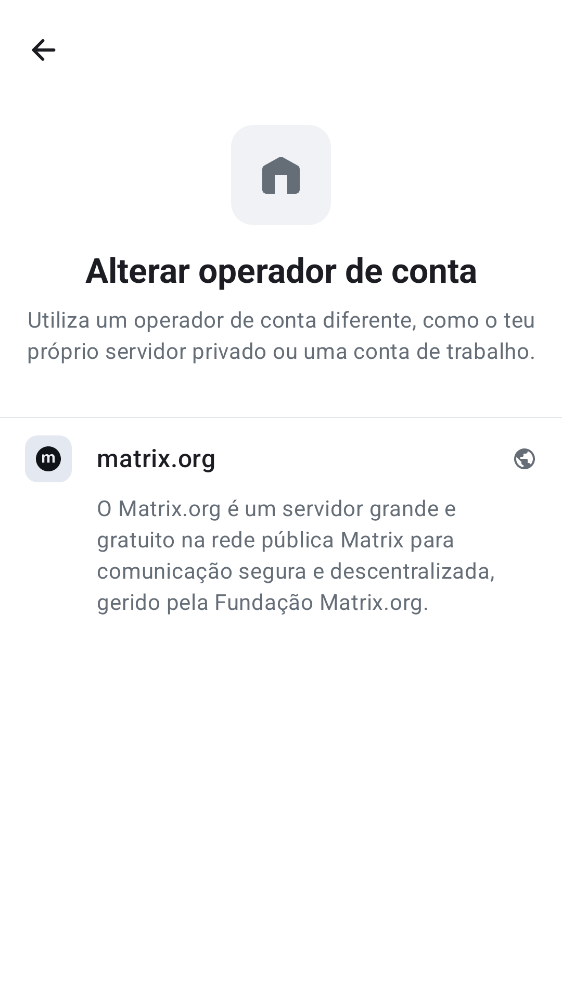 Alterar operador de conta
Utiliza um operador de conta diferente, como o teu
próprio servidor privado ou uma conta de trabalho.
m
matrix.org
O Matrix.org é um servidor grande e
gratuito na rede pública Matrix para
comunicação segura e descentralizada,
gerido pela Fundação Matrix.org.